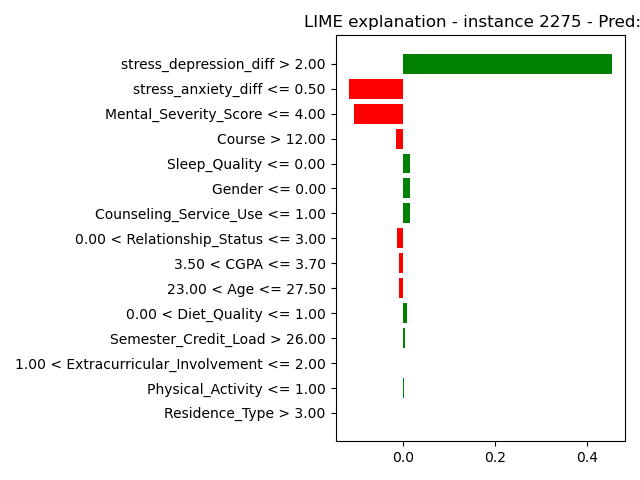 LIME explanation - instance 2275 - Pred:
stress_depression_diff > 2.00
stress_anxiety_diff <= 0.50
Mental_Severity_Score <= 4.00
Course > 12.00
Sleep_Quality <= 0.00
Gender <= 0.00
Counseling_Service_Use <= 1.00
0.00 < Relationship_Status <= 3.00
3.50 < CGPA <= 3.70
23.00 < Age <= 27.50
0.00 < Diet_Quality <= 1.00
Semester_Credit_Load > 26.00
1.00 < Extracurricular_Involvement <= 2.00
Physical_Activity <= 1.00
Residence_Type > 3.00
0.0 0.2 0.4